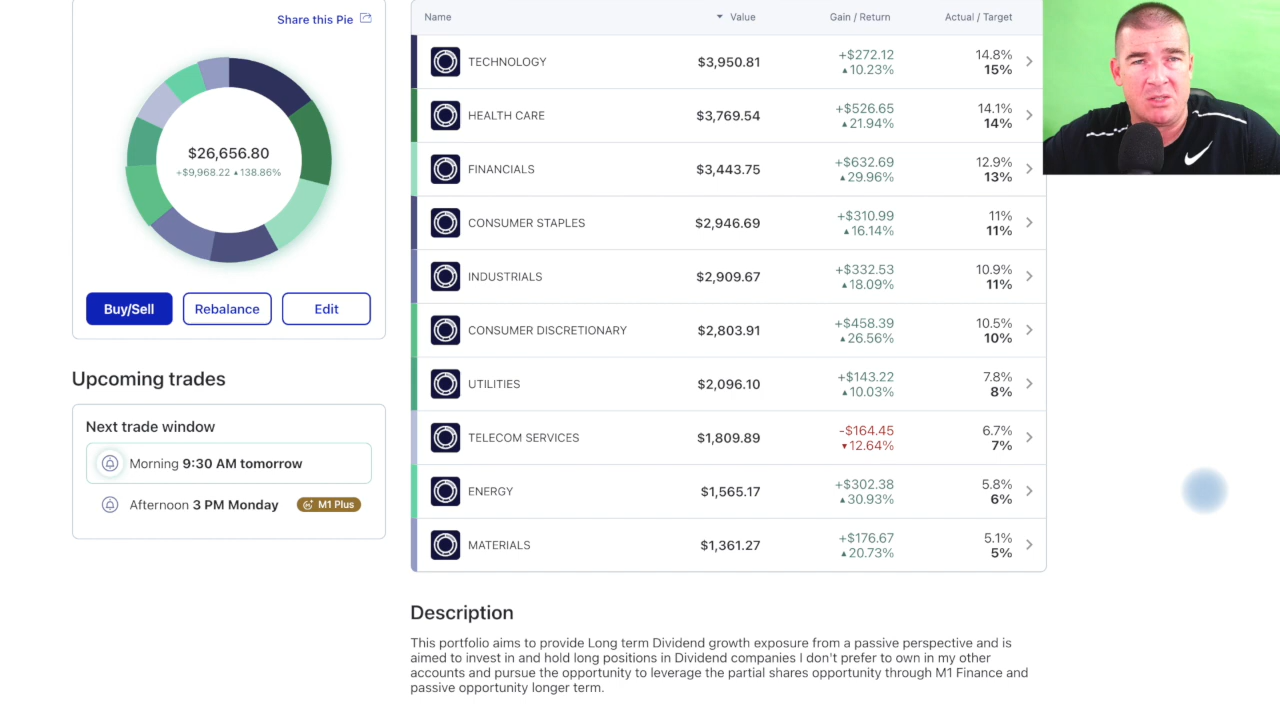 Share this Pie
$26,656.80
+$9,968.22 ▲138.86%
Buy/Sell
Rebalance
Edit
Upcoming trades
Next trade window
Morning 9:30 AM tomorrow
Afternoon 3 PM Monday
M1 Plus
Name ▼ Value Gain / Return Actual / Target
TECHNOLOGY $3,950.81 +$272.12 14.8%
▲10.23% 15%
HEALTH CARE $3,769.54 +$526.65 14.1%
▲21.94% 14%
FINANCIALS $3,443.75 +$632.69 12.9%
▲29.96% 13%
CONSUMER STAPLES $2,946.69 +$310.99 11%
▲16.14% 11%
INDUSTRIALS $2,909.67 +$332.53 10.9%
▲18.09% 11%
CONSUMER DISCRETIONARY $2,803.91 +$458.39 10.5%
▲26.56% 10%
UTILITIES $2,096.10 +$143.22 7.8%
▲10.03% 8%
TELECOM SERVICES $1,809.89 -$164.45 6.7%
▼12.64% 7%
ENERGY $1,565.17 +$302.38 5.8%
▲30.93% 6%
MATERIALS $1,361.27 +$176.67 5.1%
▲20.73% 5%
Description
This portfolio aims to provide Long term Dividend growth exposure from a passive perspective and is
aimed to invest in and hold long positions in Dividend companies I don't prefer to own in my other
accounts and pursue the opportunity to leverage the partial shares opportunity through M1 Finance and
passive opportunity longer term.